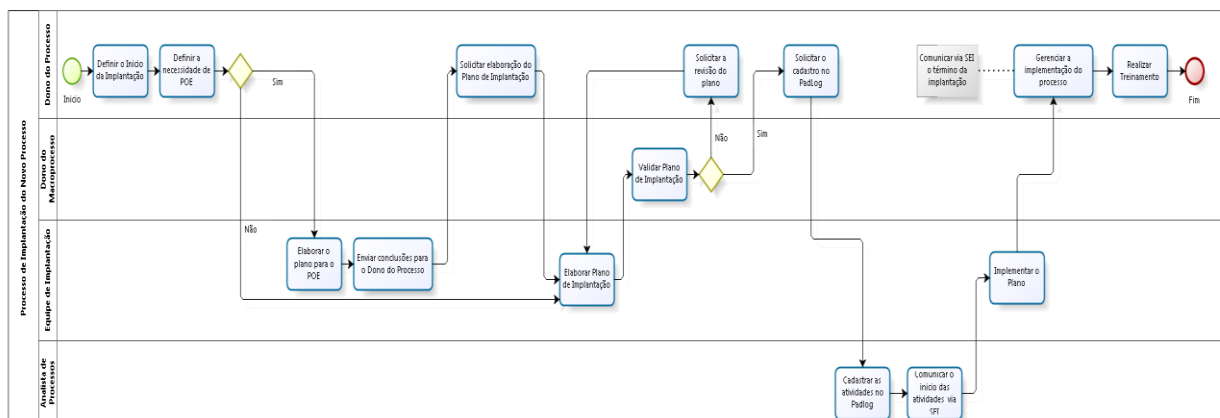 Processo de Implantação do Novo Processo
Dono do Processo
Início
Definir o Início
da Implantação
Definir a
necessidade de
POE
Sim
Não
Solicitar elaboração do
Plano de Implantação
Solicitar a
revisão do
plano
Solicitar o
cadastro no
PadLog
Comunicar via SEI
o término da
implantação
Gerenciar a
implementação do
processo
Realizar
Treinamento
Fim
Dono do
Macroprocesso
Validar Plano
de Implantação
Não
Sim
Equipe de Implantação
Elaborar o
plano para o
POE
Enviar conclusões para
o Dono do Processo
Elaborar Plano
de Implantação
Implementar o
Plano
Analista de
Processos
Cadastrar as
atividades no
Padlog
Comunicar o
início das
atividades via
SEI